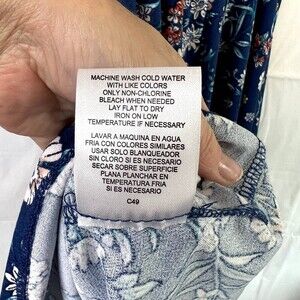 MACHINE WASH COLD WATER
WITH LIKE COLORS
ONLY NON-CHLORINE
BLEACH WHEN NEEDED
LAY FLAT TO DRY
IRON ON LOW
TEMPERATURE IF NECESSARY
LAVAR A MAQUINA EN AGUA
FRIA CON COLORES SIMILARES
USAR SOLO BLANQUEADOR
SIN CLORO SI ES NECESARIO
SECAR SOBRE SUPERFICIE
PLANA PLANCHAR EN
TEMPERATURA FRIA
SI ES NECESARIO
C49